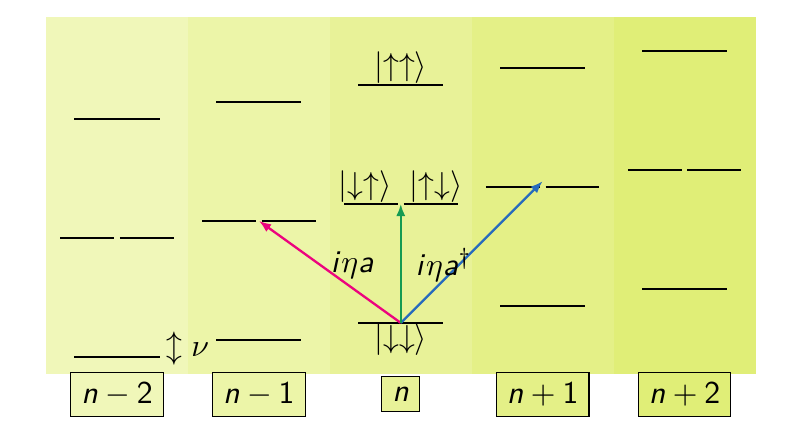 |↑↑⟩
|↓↑⟩ |↑↓⟩
iηa iηa†
|↓↓⟩
ν
n − 2 n − 1 n n + 1 n + 2